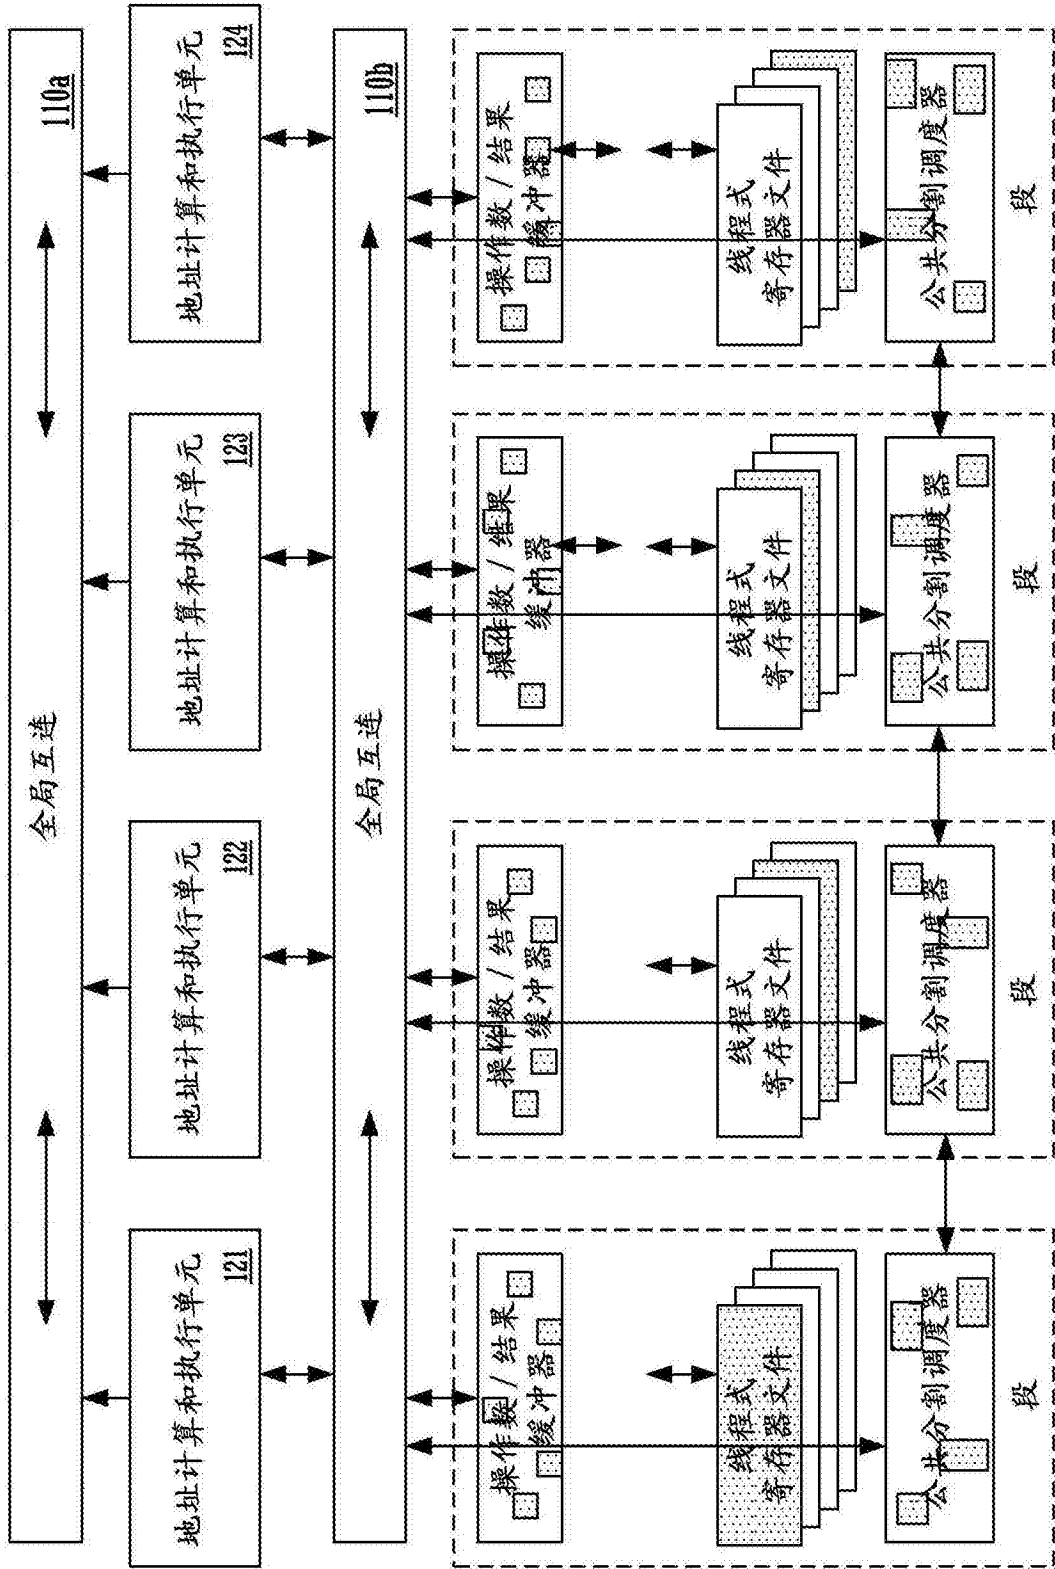 全局互连
110a
地址计算和执行单元
121
地址计算和执行单元
122
地址计算和执行单元
123
地址计算和执行单元
124
全局互连
110b
操作数/结果
缓冲器
操作数/结果
缓冲器
操作数/结果
缓冲器
操作数/结果
缓冲器
线程式
寄存器文件
线程式
寄存器文件
线程式
寄存器文件
线程式
寄存器文件
公共分割调度器
公共分割调度器
公共分割调度器
公共分割调度器
段
段
段
段